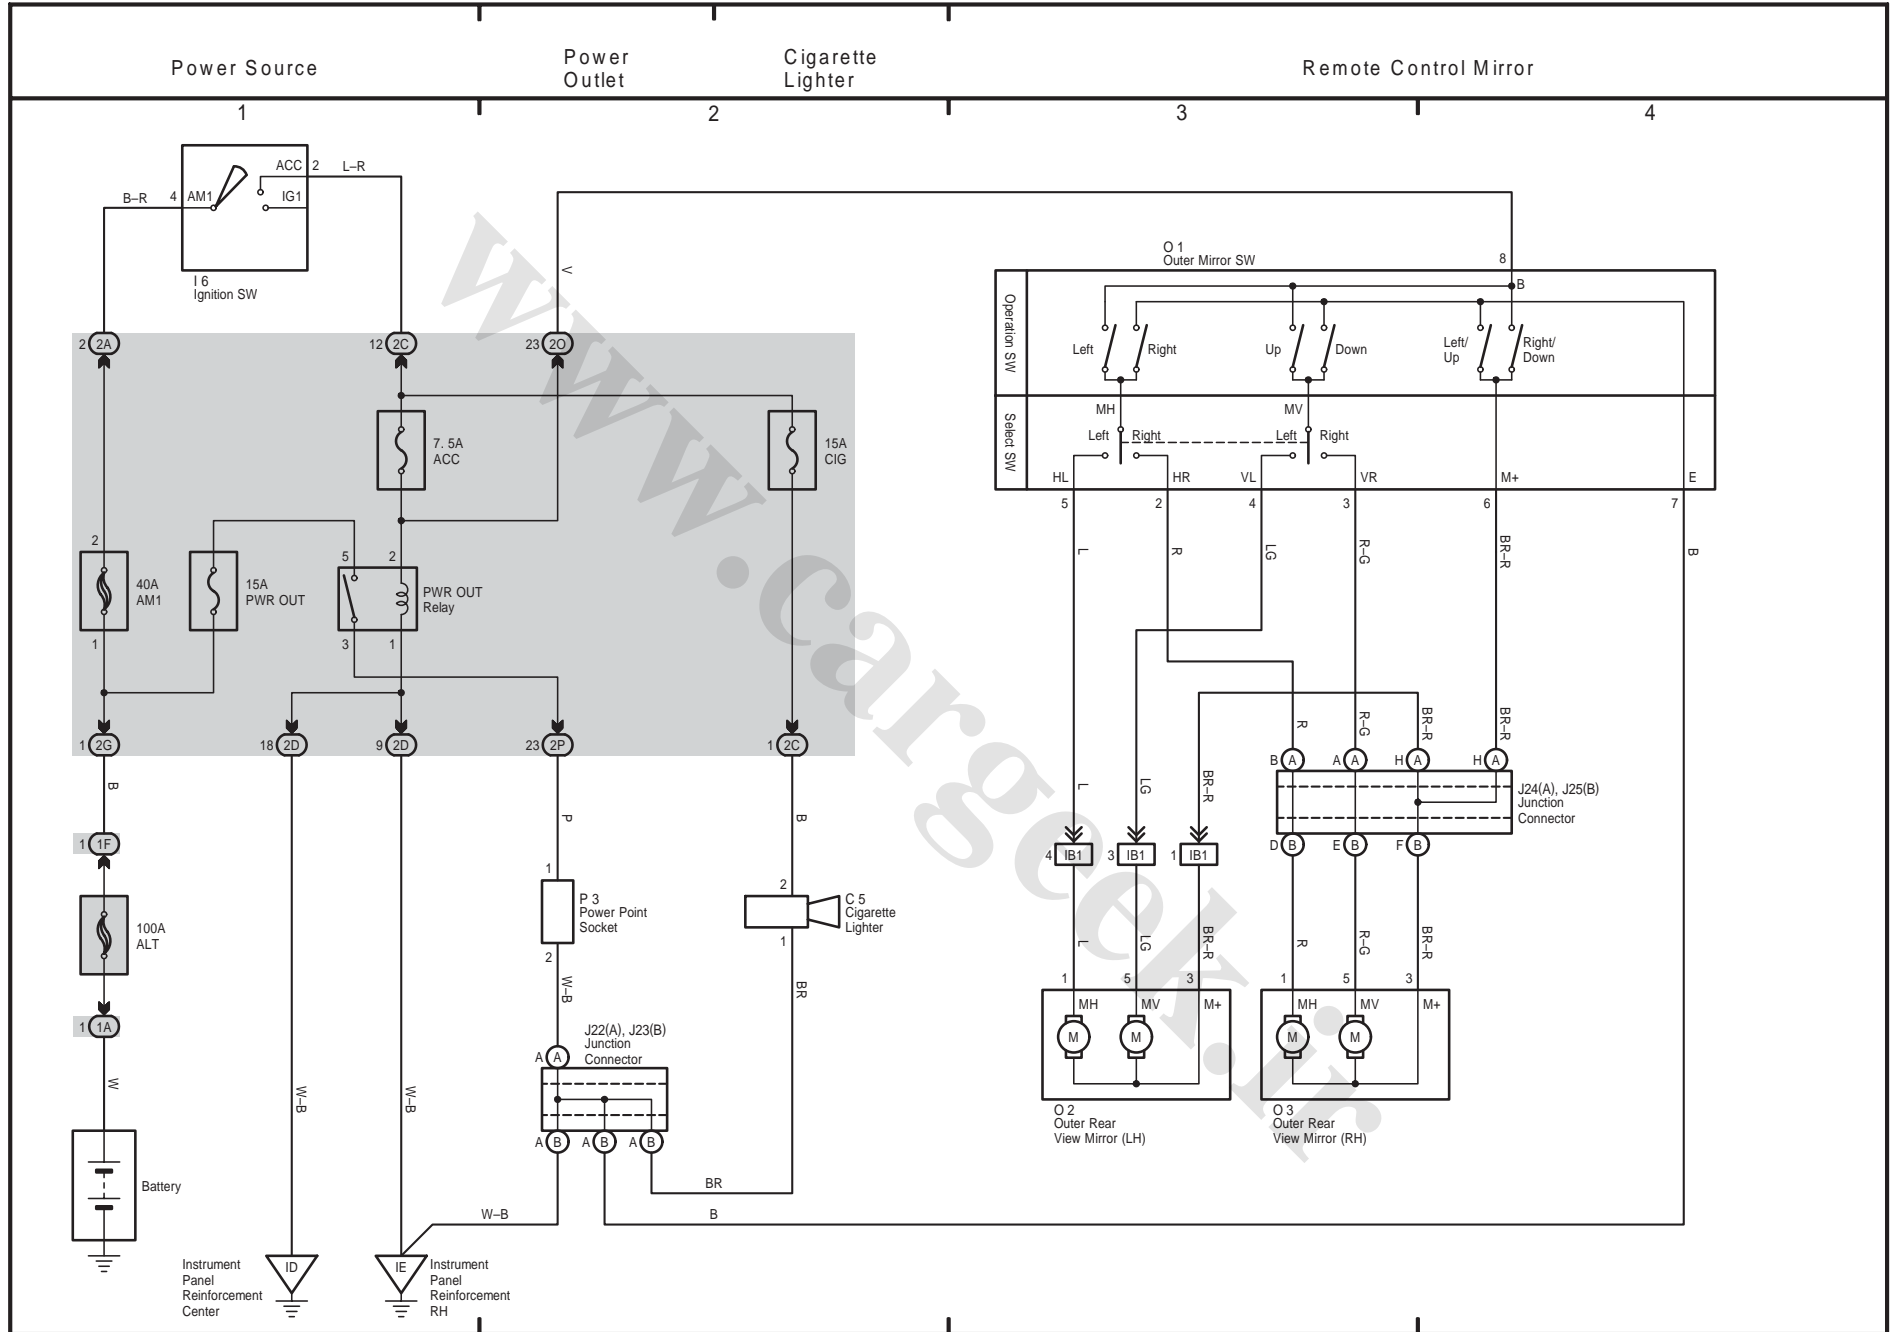 Power Source
Power
Outlet
Cigarette
Lighter
Remote Control Mirror
1
2
3
4
ACC 2 L–R
B–R 4 AM1 IG1
I 6
Ignition SW
V
O 1
Outer Mirror SW
8
B
Operation SW
Left Right
Up Down
Left/
Up
Right/
Down
Select SW
MH MV
Left Right
Left Right
HL HR VL VR M+ E
5 2 4 3 6 7
L R LG R–G BR–R B
2 2A
12 2C
23 2O
7. 5A
ACC
15A
CIG
2
40A
AM1
1
15A
PWR OUT
5 2
PWR OUT
Relay
3 1
1 2G
18 2D
9 2D
23 2P
1 2C
B
P
B
1 1F
100A
ALT
1 1A
W
Battery
W–B
W–B
1
P 3
Power Point
Socket
2
W–B
2
C 5
Cigarette
Lighter
1
BR
J22(A), J23(B)
Junction
Connector
A A
A B A B A B
BR
W–B
B
Instrument
Panel
Reinforcement
Center
ID
IE
Instrument
Panel
Reinforcement
RH
R R–G BR–R BR–R
B A A A H A H A
J24(A), J25(B)
Junction
Connector
D B E B F B
L LG BR–R
4 IB1 3 IB1 1 IB1
L LG BR–R R R–G BR–R
1 5 3 1 5 3
MH MV M+ MH MV M+
M M M M
O 2
Outer Rear
View Mirror (LH)
O 3
Outer Rear
View Mirror (RH)
www.cargeek.ir